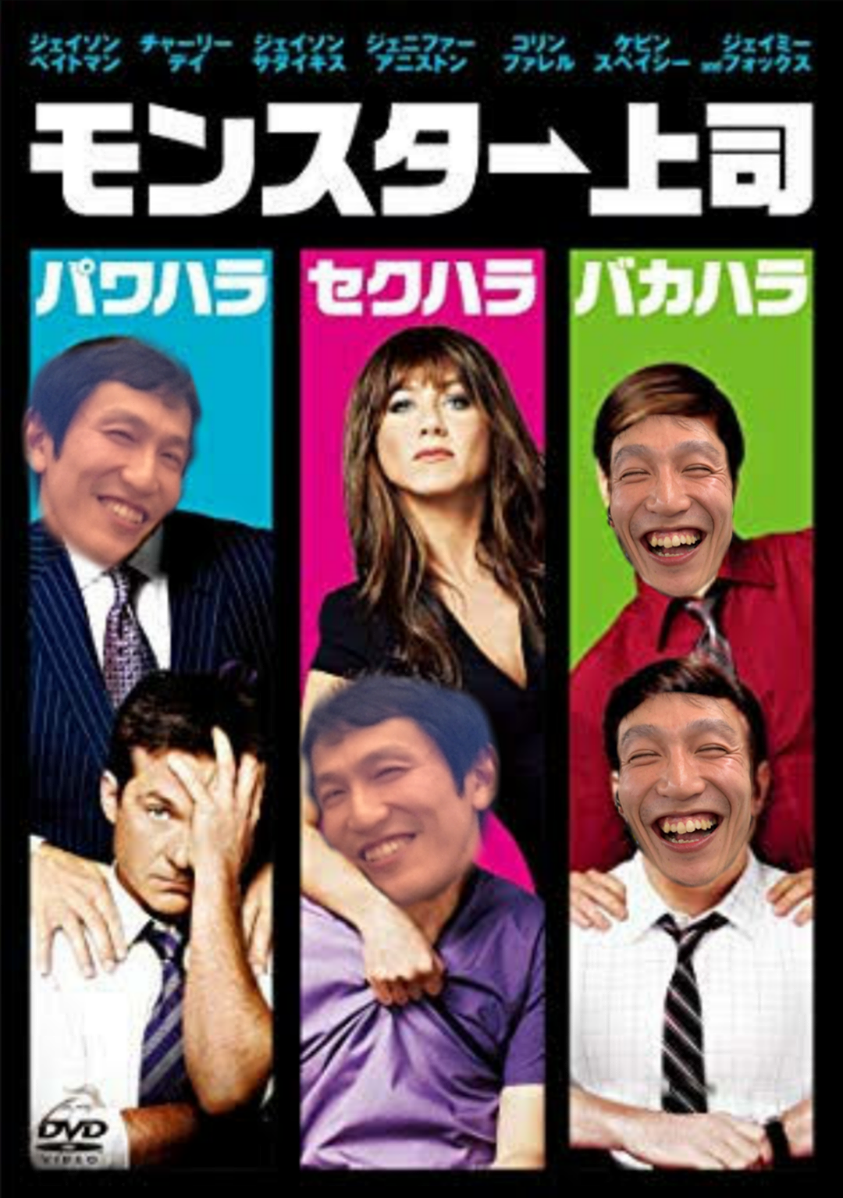 ジェイソン チャーリー ジェイソン ジェニファー コリン ケビン ジェイミー
ベイトマン デイ サダイキス アニストン ファレル スペイシー andフォックス
モンスター上司
パワハラ セクハラ バカハラ
DVD
VIDEO